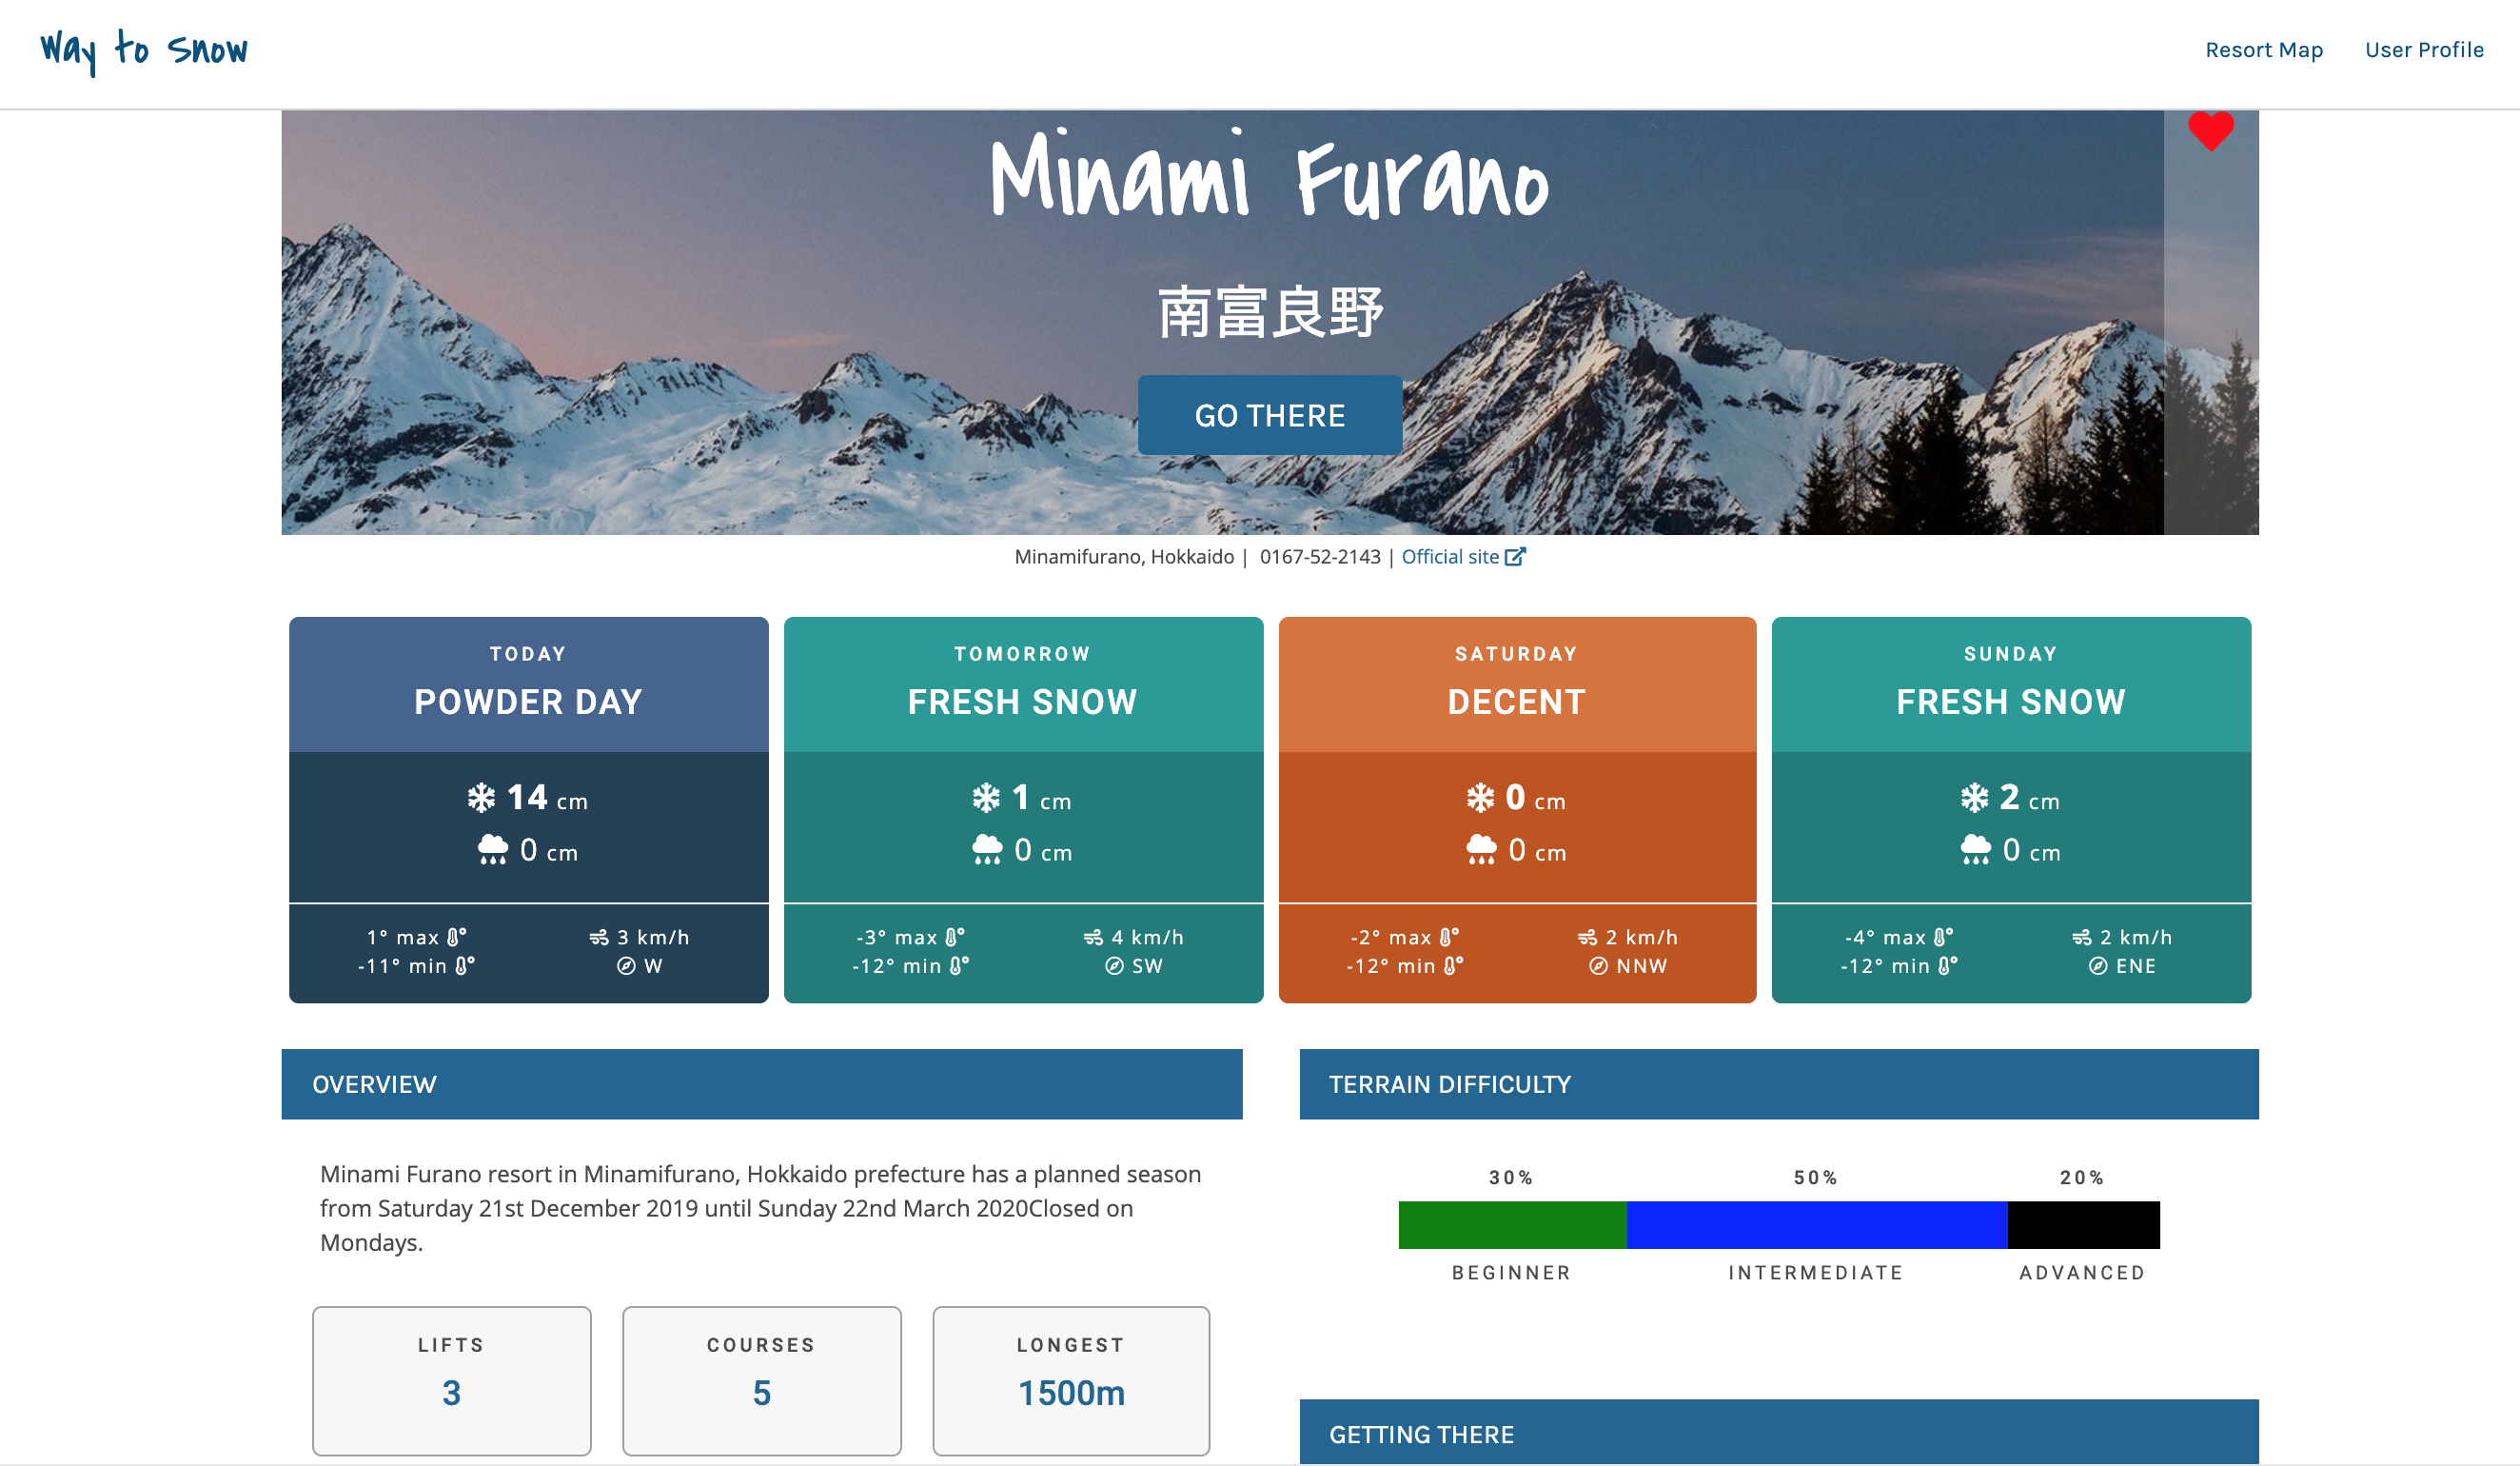 Way to Snow
Resort Map User Profile
Minami Furano
南富良野
GO THERE
Minamifurano, Hokkaido | 0167-52-2143 | Official site
TODAY
POWDER DAY
14 cm
0 cm
1° max 3 km/h
-11° min W
TOMORROW
FRESH SNOW
1 cm
0 cm
-3° max 4 km/h
-12° min SW
SATURDAY
DECENT
0 cm
0 cm
-2° max 2 km/h
-12° min NNW
SUNDAY
FRESH SNOW
2 cm
0 cm
-4° max 2 km/h
-12° min ENE
OVERVIEW
Minami Furano resort in Minamifurano, Hokkaido prefecture has a planned season
from Saturday 21st December 2019 until Sunday 22nd March 2020Closed on
Mondays.
LIFTS
3
COURSES
5
LONGEST
1500m
TERRAIN DIFFICULTY
30% 50% 20%
BEGINNER INTERMEDIATE ADVANCED
GETTING THERE